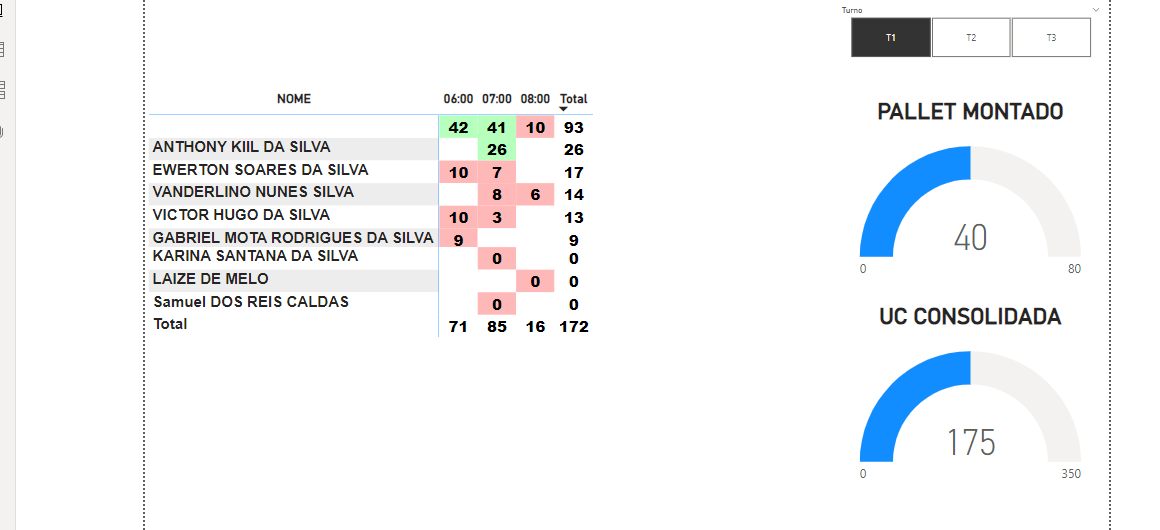 Turno
T1 T2 T3
NOME 06:00 07:00 08:00 Total
42 41 10 93
ANTHONY KIIL DA SILVA 26 26
EWERTON SOARES DA SILVA 10 7 17
VANDERLINO NUNES SILVA 8 6 14
VICTOR HUGO DA SILVA 10 3 13
GABRIEL MOTA RODRIGUES DA SILVA 9 9
KARINA SANTANA DA SILVA 0 0
LAIZE DE MELO 0 0
Samuel DOS REIS CALDAS 0 0
Total 71 85 16 172
PALLET MONTADO
40
0 80
UC CONSOLIDADA
175
0 350